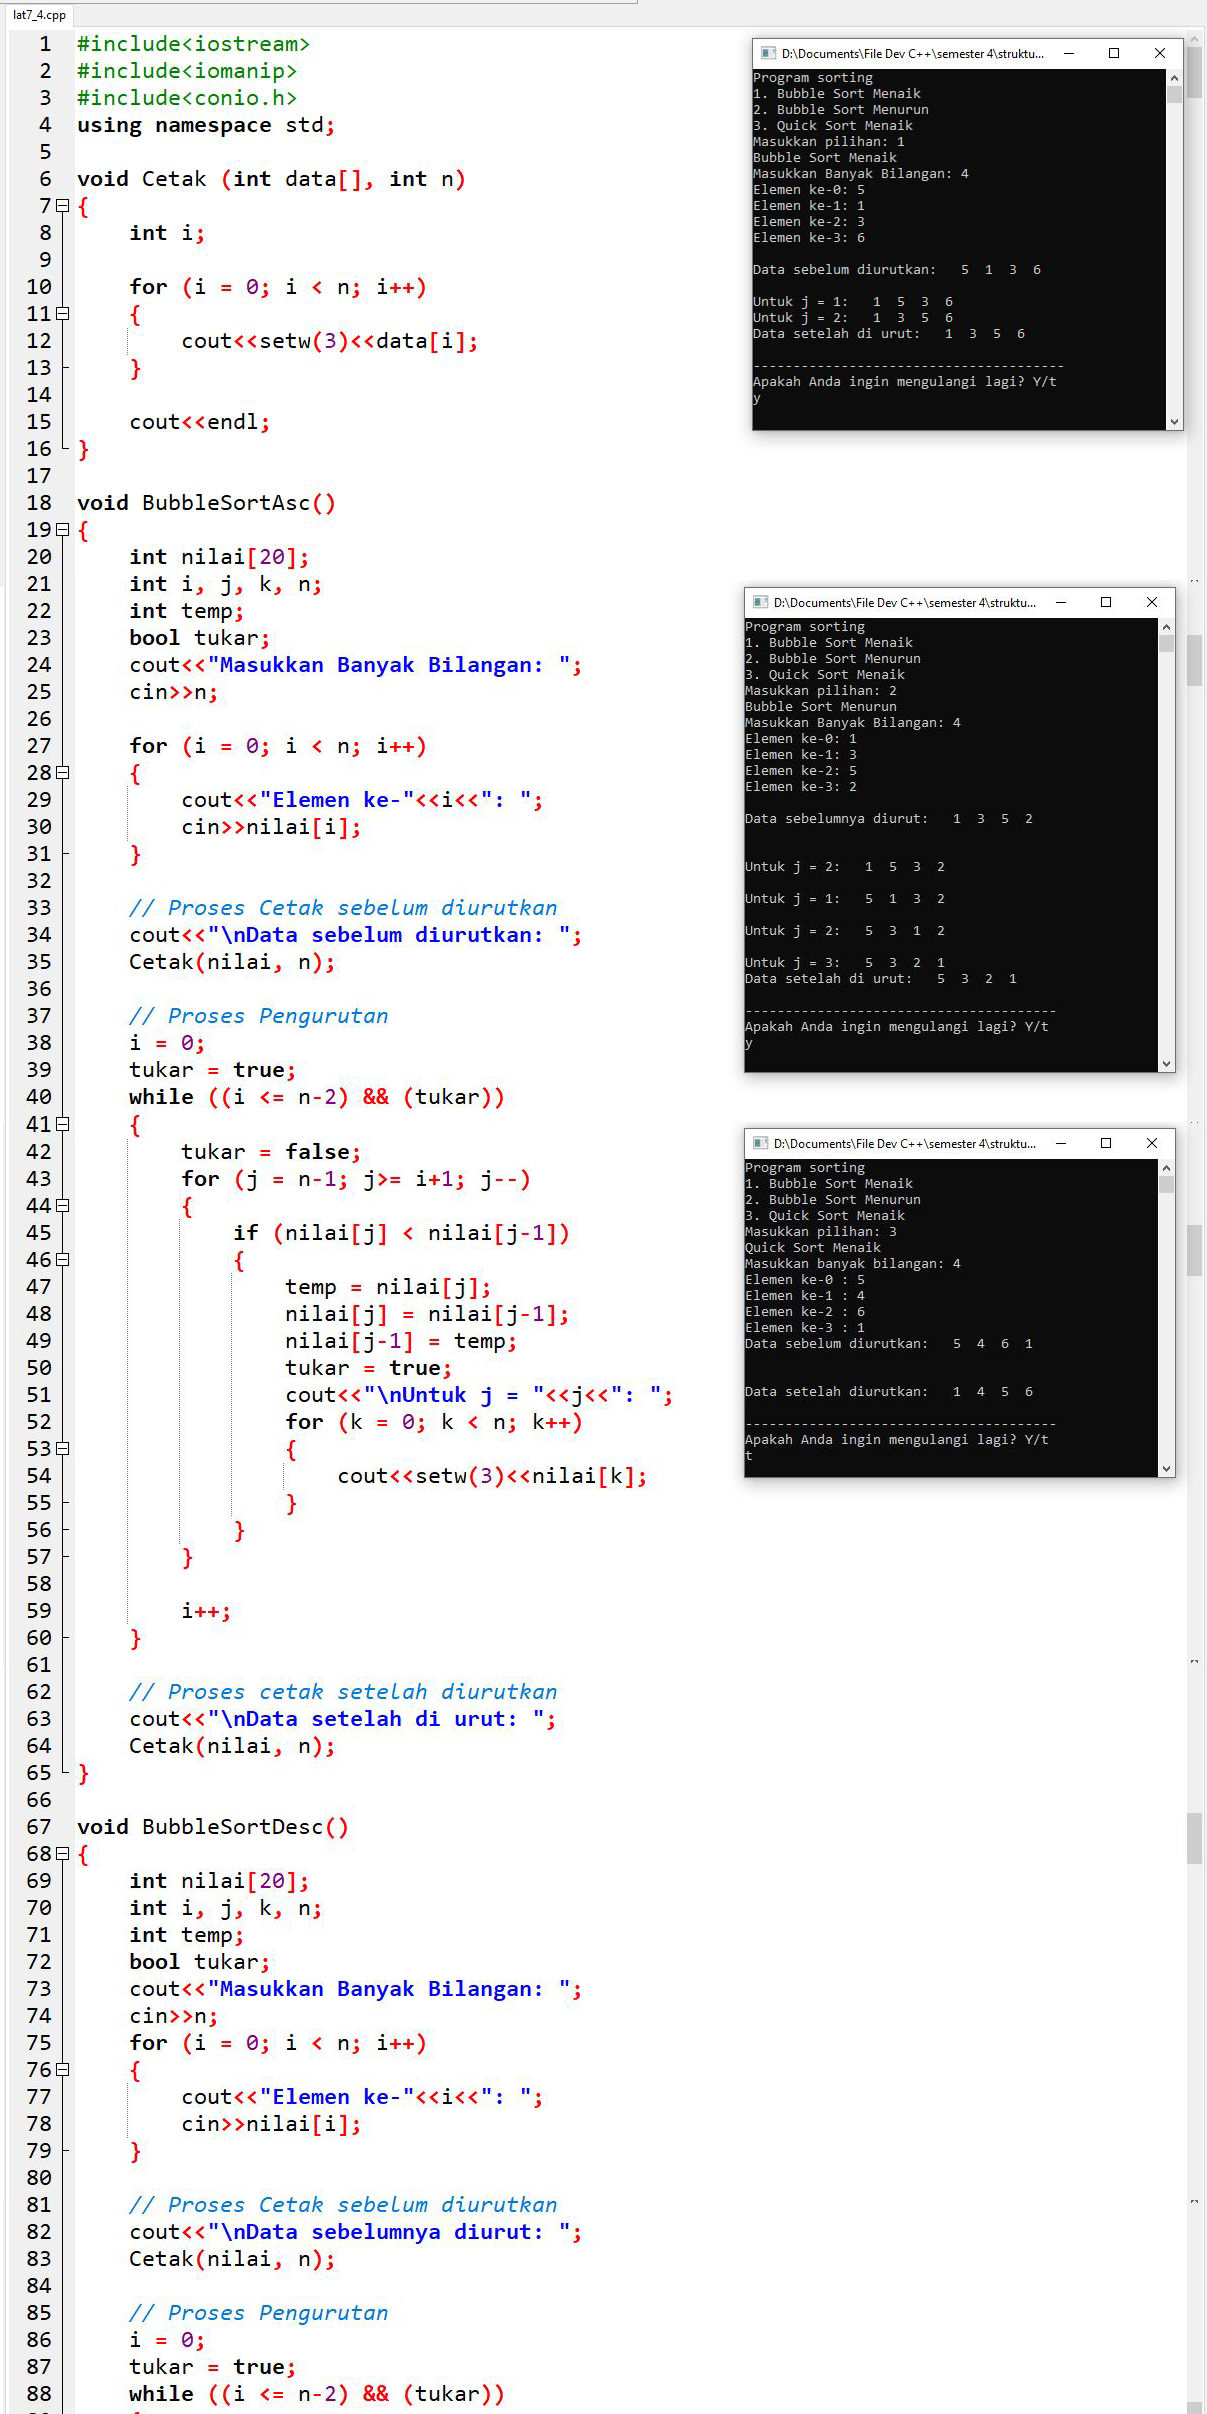 lat7_4.cpp
1 #include<iostream>
2 #include<iomanip>
3 #include<conio.h>
4 using namespace std;
5
6 void Cetak (int data[], int n)
7 {
8 int i;
9
10 for (i = 0; i < n; i++)
11 {
12 cout<<setw(3)<<data[i];
13 }
14
15 cout<<endl;
16 }
17
18 void BubbleSortAsc()
19 {
20 int nilai[20];
21 int i, j, k, n;
22 int temp;
23 bool tukar;
24 cout<<"Masukkan Banyak Bilangan: ";
25 cin>>n;
26
27 for (i = 0; i < n; i++)
28 {
29 cout<<"Elemen ke-"<<i<<": ";
30 cin>>nilai[i];
31 }
32
33 // Proses Cetak sebelum diurutkan
34 cout<<"\nData sebelum diurutkan: ";
35 Cetak(nilai, n);
36
37 // Proses Pengurutan
38 i = 0;
39 tukar = true;
40 while ((i <= n-2) && (tukar))
41 {
42 tukar = false;
43 for (j = n-1; j>= i+1; j--)
44 {
45 if (nilai[j] < nilai[j-1])
46 {
47 temp = nilai[j];
48 nilai[j] = nilai[j-1];
49 nilai[j-1] = temp;
50 tukar = true;
51 cout<<"\nUntuk j = "<<j<<": ";
52 for (k = 0; k < n; k++)
53 {
54 cout<<setw(3)<<nilai[k];
55 }
56 }
57 }
58
59 i++;
60 }
61
62 // Proses cetak setelah diurutkan
63 cout<<"\nData setelah di urut: ";
64 Cetak(nilai, n);
65 }
66
67 void BubbleSortDesc()
68 {
69 int nilai[20];
70 int i, j, k, n;
71 int temp;
72 bool tukar;
73 cout<<"Masukkan Banyak Bilangan: ";
74 cin>>n;
75 for (i = 0; i < n; i++)
76 {
77 cout<<"Elemen ke-"<<i<<": ";
78 cin>>nilai[i];
79 }
80
81 // Proses Cetak sebelum diurutkan
82 cout<<"\nData sebelumnya diurut: ";
83 Cetak(nilai, n);
84
85 // Proses Pengurutan
86 i = 0;
87 tukar = true;
88 while ((i <= n-2) && (tukar))
D:\Documents\File Dev C++\semester 4\struktu...
Program sorting
1. Bubble Sort Menaik
2. Bubble Sort Menurun
3. Quick Sort Menaik
Masukkan pilihan: 1
Bubble Sort Menaik
Masukkan Banyak Bilangan: 4
Elemen ke-0: 5
Elemen ke-1: 1
Elemen ke-2: 3
Elemen ke-3: 6
Data sebelum diurutkan: 5 1 3 6
Untuk j = 1: 1 5 3 6
Untuk j = 2: 1 3 5 6
Data setelah di urut: 1 3 5 6
---------------------------------------
Apakah Anda ingin mengulangi lagi? Y/t
y
D:\Documents\File Dev C++\semester 4\struktu...
Program sorting
1. Bubble Sort Menaik
2. Bubble Sort Menurun
3. Quick Sort Menaik
Masukkan pilihan: 2
Bubble Sort Menurun
Masukkan Banyak Bilangan: 4
Elemen ke-0: 1
Elemen ke-1: 3
Elemen ke-2: 5
Elemen ke-3: 2
Data sebelumnya diurut: 1 3 5 2
Untuk j = 2: 1 5 3 2
Untuk j = 1: 5 1 3 2
Untuk j = 2: 5 3 1 2
Untuk j = 3: 5 3 2 1
Data setelah di urut: 5 3 2 1
---------------------------------------
Apakah Anda ingin mengulangi lagi? Y/t
y
D:\Documents\File Dev C++\semester 4\struktu...
Program sorting
1. Bubble Sort Menaik
2. Bubble Sort Menurun
3. Quick Sort Menaik
Masukkan pilihan: 3
Quick Sort Menaik
Masukkan banyak bilangan: 4
Elemen ke-0 : 5
Elemen ke-1 : 4
Elemen ke-2 : 6
Elemen ke-3 : 1
Data sebelum diurutkan: 5 4 6 1
Data setelah diurutkan: 1 4 5 6
---------------------------------------
Apakah Anda ingin mengulangi lagi? Y/t
t